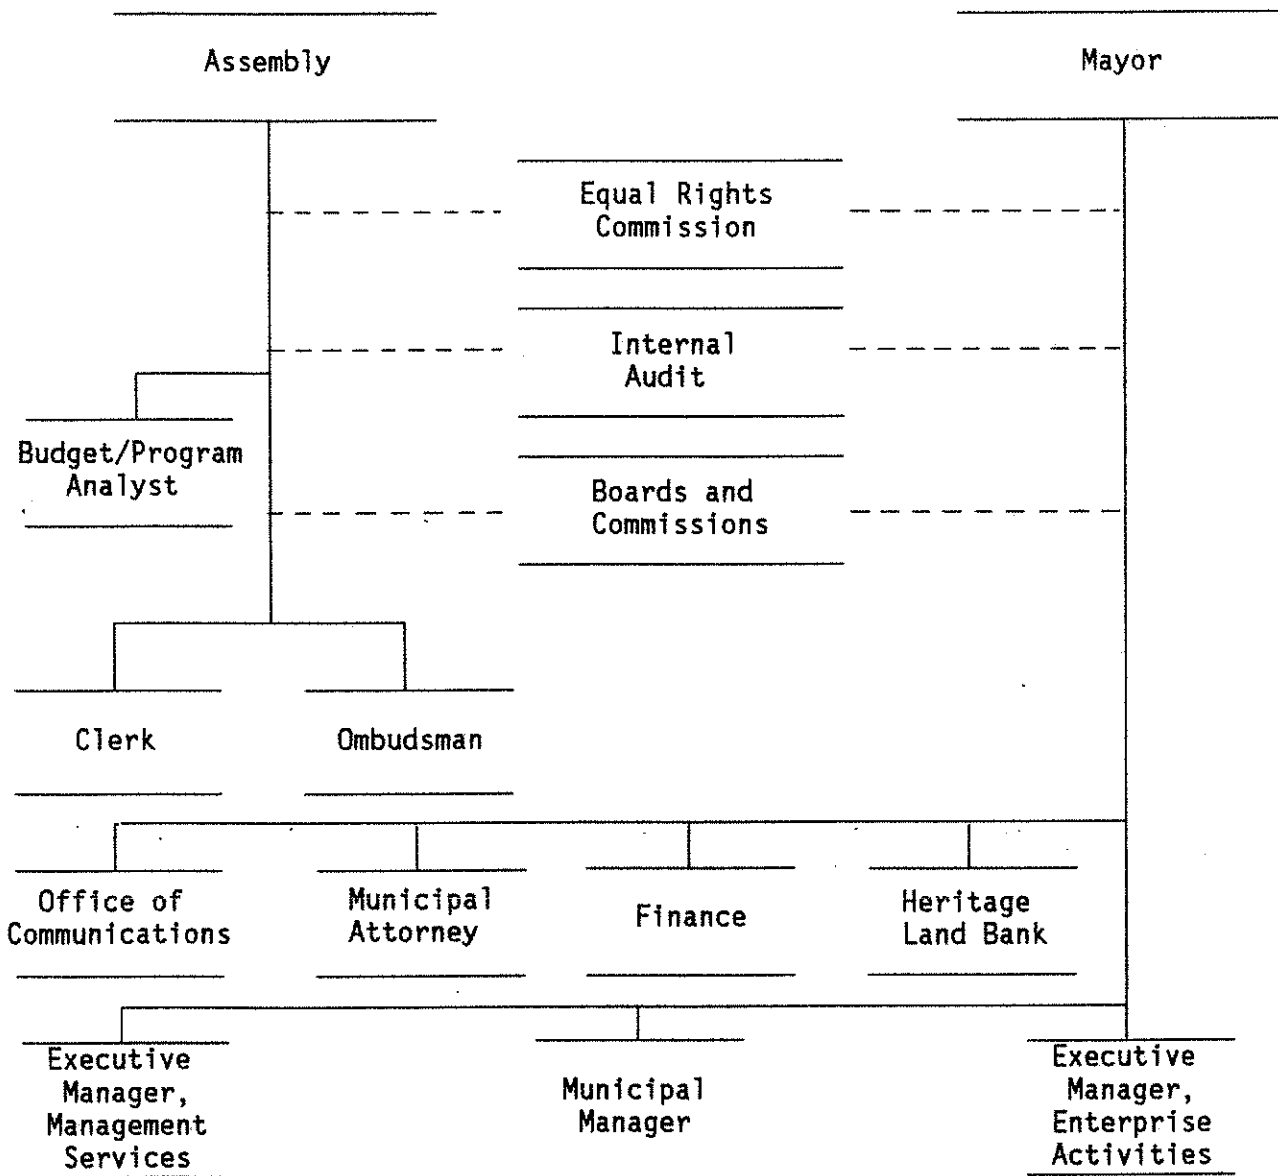 Assembly
Mayor
Equal Rights
Commission
Internal
Audit
Budget/Program
Analyst
Boards and
Commissions
Clerk
Ombudsman
Office of
Communications
Municipal
Attorney
Finance
Heritage
Land Bank
Executive
Manager,
Management
Services
Municipal
Manager
Executive
Manager,
Enterprise
Activities